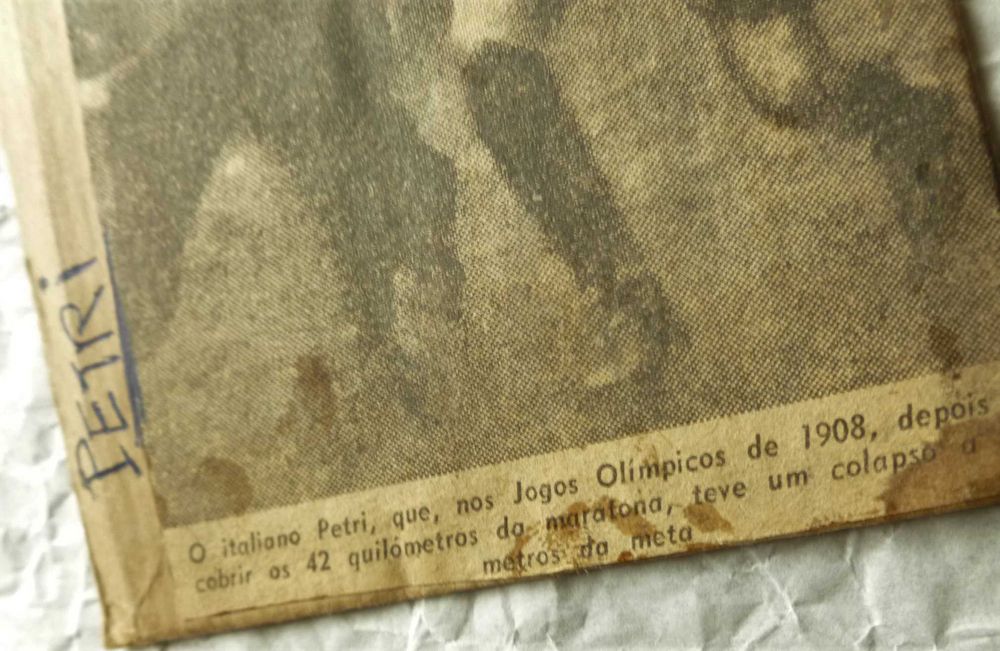 PETRi
O italiano Petri, que, nos Jogos Olímpicos de 1908, depois
cobrir os 42 quilómetros da maratona, teve um colapso a
metros da meta